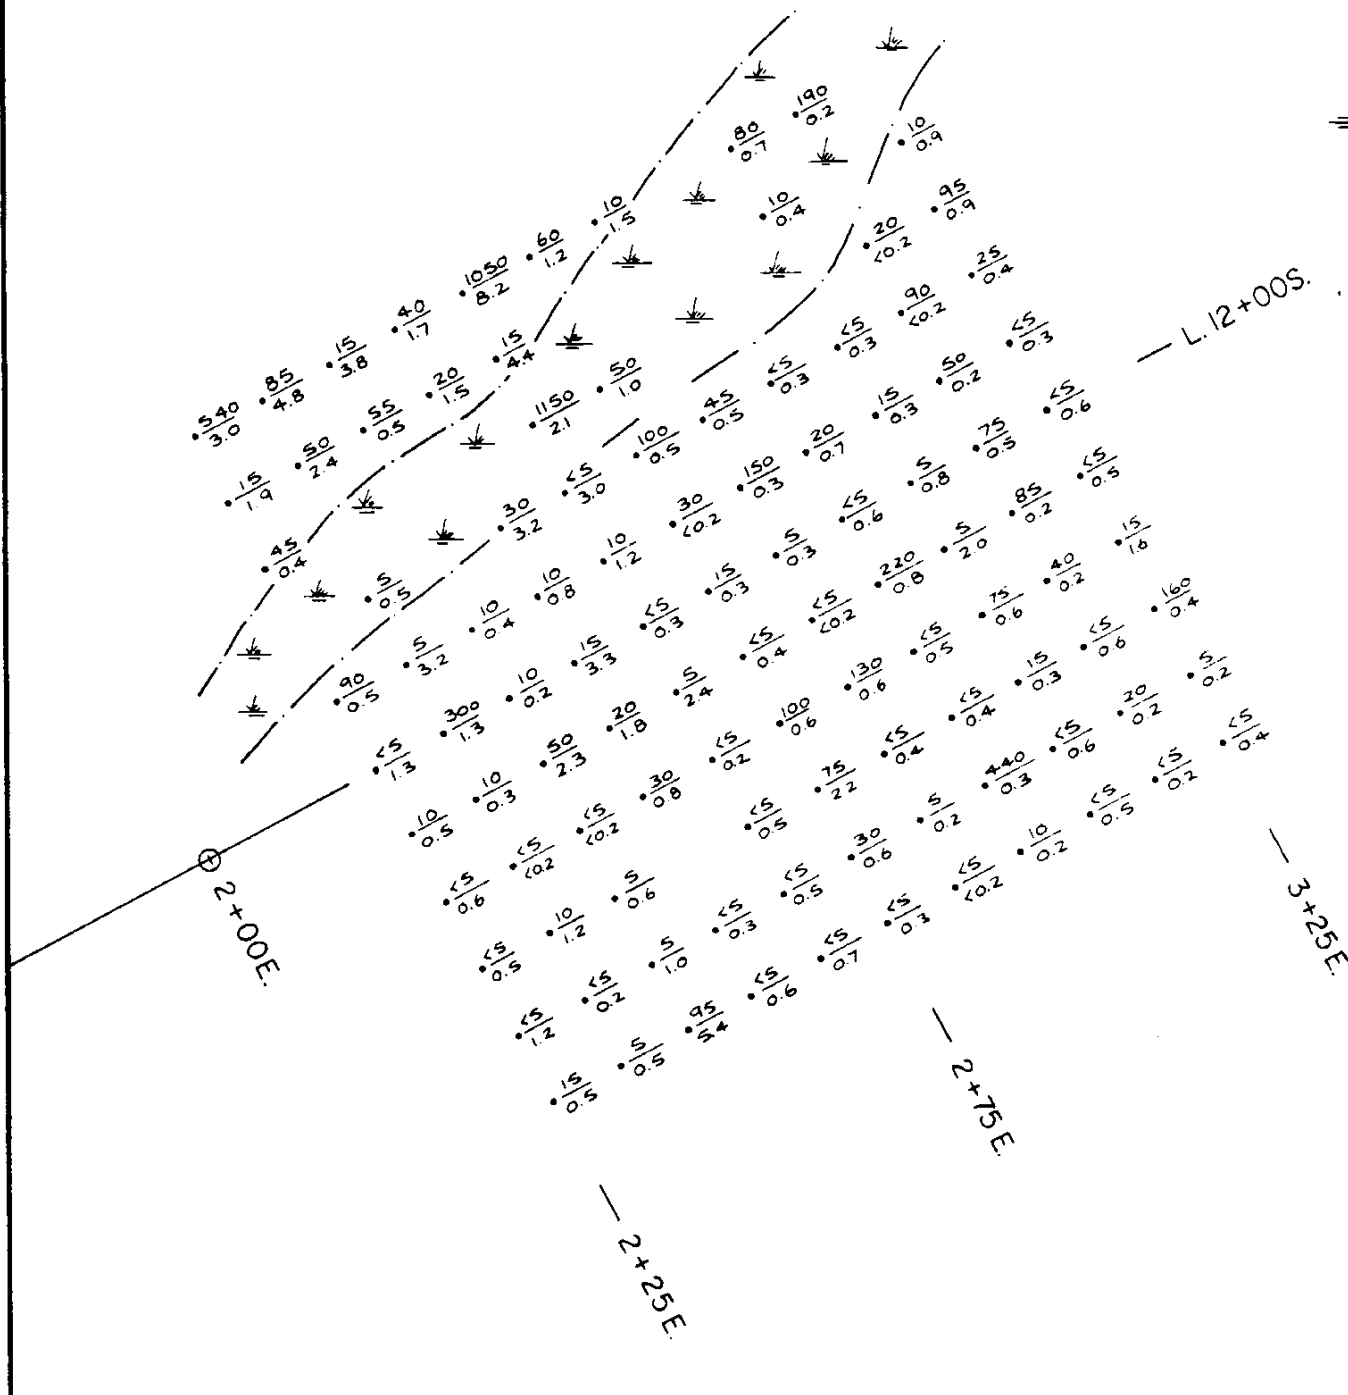 540/3.0 85/4.8 15/3.8 40/1.7 1050/8.2 60/1.2 10/1.5 80/0.7 190/0.2
15/1.9 50/2.4 55/0.5 20/1.5 15/4.4 10/0.4 10/0.9
45/0.4 1150/2.1 50/1.0 20/<0.2 95/0.9
5/0.5 30/3.2 <5/3.0 100/0.5 45/0.5 <5/0.3 <5/0.3 90/<0.2 25/0.4
90/0.5 5/3.2 10/0.4 10/0.8 10/1.2 30/<0.2 150/0.3 20/0.7 15/0.3 50/0.2 <5/0.3
<5/1.3 300/1.3 10/0.2 15/3.3 <5/0.3 15/0.3 5/0.3 <5/0.6 5/0.8 75/0.5 <5/0.6
L. 12+00S.
10/0.5 10/0.3 50/2.3 20/1.8 5/2.4 <5/0.4 <5/<0.2 220/0.8 5/2.0 85/0.2 <5/0.5
<5/0.6 <5/<0.2 <5/<0.2 30/0.8 <5/0.2 100/0.6 130/0.6 <5/0.5 75/0.6 40/0.2 15/1.6
<5/0.5 10/1.2 5/0.6 <5/0.5 75/2.2 <5/0.4 <5/0.4 15/0.3 <5/0.6 160/0.4
<5/1.2 <5/0.2 5/1.0 <5/0.3 <5/0.5 30/0.6 5/0.2 440/0.3 <5/0.6 20/0.2 5/0.2
15/0.5 5/0.5 95/5.4 <5/0.6 <5/0.7 <5/0.3 <5/<0.2 10/0.2 <5/0.5 <5/0.2 <5/0.4
2+00E.
2+25E.
2+75E.
3+25E.